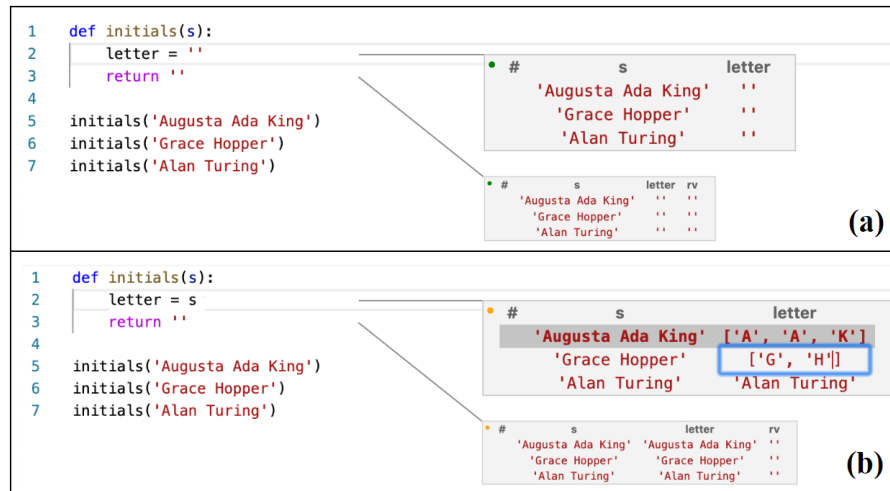 1 def initials(s):
2 letter = ''
3 return ''
4
5 initials('Augusta Ada King')
6 initials('Grace Hopper')
7 initials('Alan Turing')
# s letter
'Augusta Ada King' ''
'Grace Hopper' ''
'Alan Turing' ''
# s letter rv
'Augusta Ada King' '' ''
'Grace Hopper' '' ''
'Alan Turing' '' ''
(a)
1 def initials(s):
2 letter = s
3 return ''
4
5 initials('Augusta Ada King')
6 initials('Grace Hopper')
7 initials('Alan Turing')
# s letter
'Augusta Ada King' ['A', 'A', 'K']
'Grace Hopper' ['G', 'H']
'Alan Turing' 'Alan Turing'
# s letter rv
'Augusta Ada King' 'Augusta Ada King' ''
'Grace Hopper' 'Grace Hopper' ''
'Alan Turing' 'Alan Turing' ''
(b)